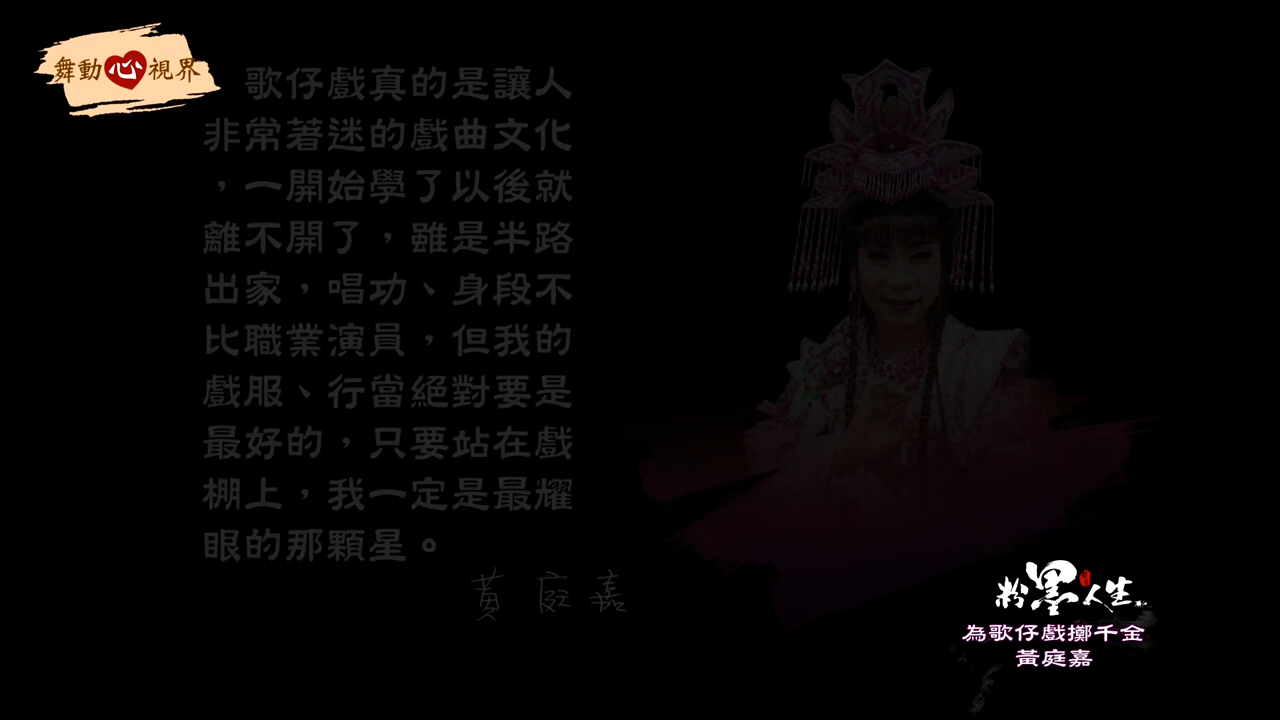 舞動心視界
歌仔戲真的是讓人
非常著迷的戲曲文化
，一開始學了以後就
離不開了，雖是半路
出家，唱功、身段不
比職業演員，但我的
戲服、行當絕對要是
最好的，只要站在戲
棚上，我一定是最耀
眼的那顆星。
黃庭嘉
粉墨人生
為歌仔戲擲千金
黃庭嘉